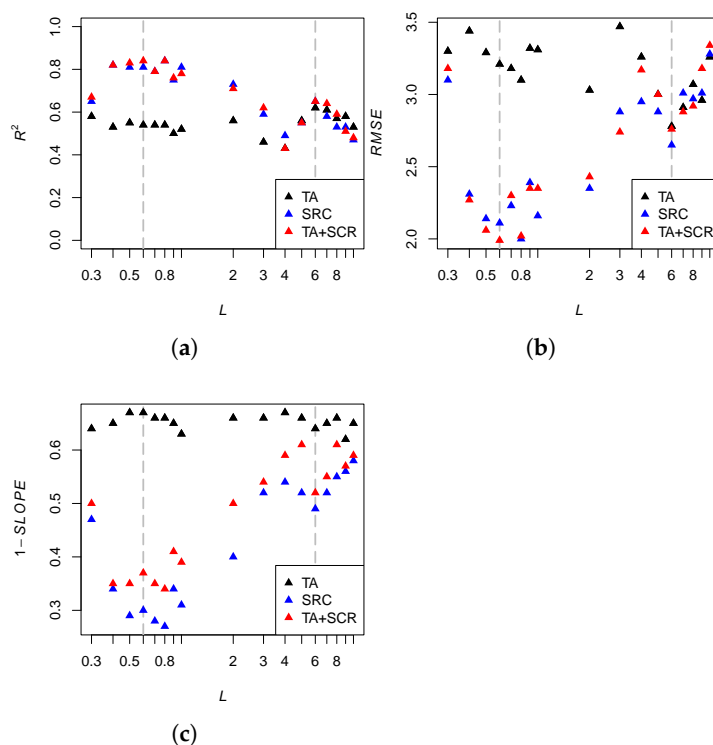 R²
0.0 0.2 0.4 0.6 0.8 1.0
0.3 0.5 0.8 2 3 4 6 8
L
TA
SRC
TA+SCR
(a)
RMSE
2.0 2.5 3.0 3.5
0.3 0.5 0.8 2 3 4 6 8
L
TA
SRC
TA+SCR
(b)
1−SLOPE
0.3 0.4 0.5 0.6
0.3 0.5 0.8 2 3 4 6 8
L
TA
SRC
TA+SCR
(c)